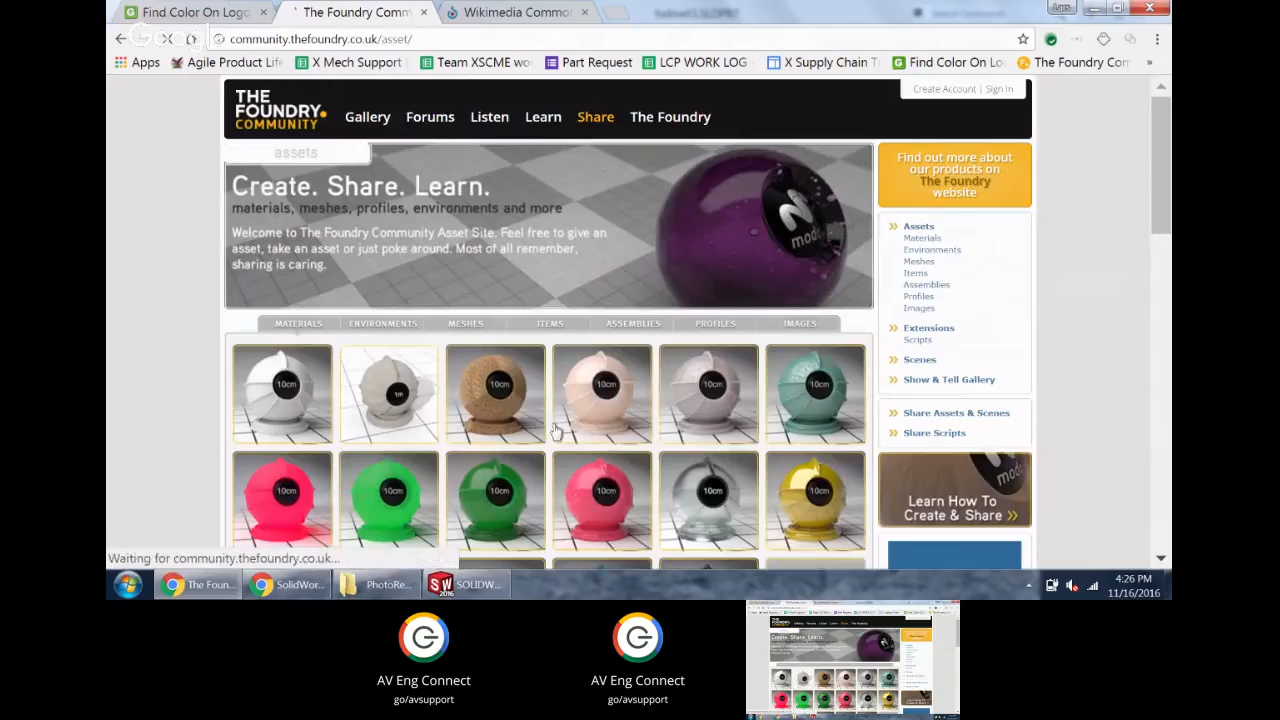 Find Color On Logo
The Foundry Comm
Wikimedia Commo
Lars
community.thefoundry.co.uk/asset/
Apps
Agile Product Life
X Mech Support
Team XSCME wo
Part Request
LCP WORK LOG
X Supply Chain T
Find Color On Lo
The Foundry Com
»
Create Account | Sign In
THE
FOUNDRY
COMMUNITY
Gallery
Forums
Listen
Learn
Share
The Foundry
assets
Create. Share. Learn.
materials, meshes, profiles, environments and more
Welcome to The Foundry Community Asset Site. Feel free to give an
asset, take an asset or just poke around. Most of all remember,
sharing is caring.
modo
Find out more about
our products on
The Foundry
website
Assets
Materials
Environments
Meshes
Items
Assemblies
Profiles
Images
Extensions
Scripts
Scenes
Show & Tell Gallery
Share Assets & Scenes
Share Scripts
MATERIALS
ENVIRONMENTS
MESHES
ITEMS
ASSEMBLIES
PROFILES
IMAGES
10cm
1m
10cm
10cm
10cm
10cm
10cm
10cm
10cm
10cm
10cm
10cm
Learn How To
Create & Share »
Waiting for community.thefoundry.co.uk...
The Foun...
SolidWor...
PhotoRe...
SW
2016
SOLIDW...
4:26 PM
11/16/2016
AV Eng Connect
go/avsupport
AV Eng Connect
go/avsupport